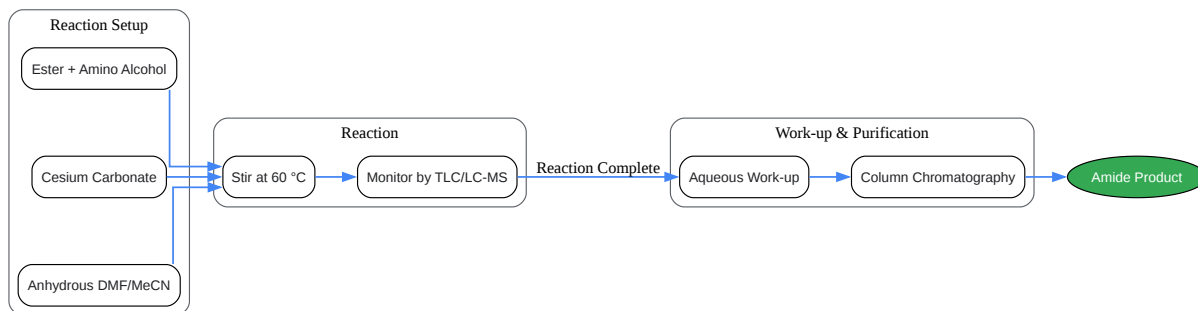 Reaction Setup
Ester + Amino Alcohol
Cesium Carbonate
Anhydrous DMF/MeCN
Reaction
Stir at 60 °C
Monitor by TLC/LC-MS
Reaction Complete
Work-up & Purification
Aqueous Work-up
Column Chromatography
Amide Product